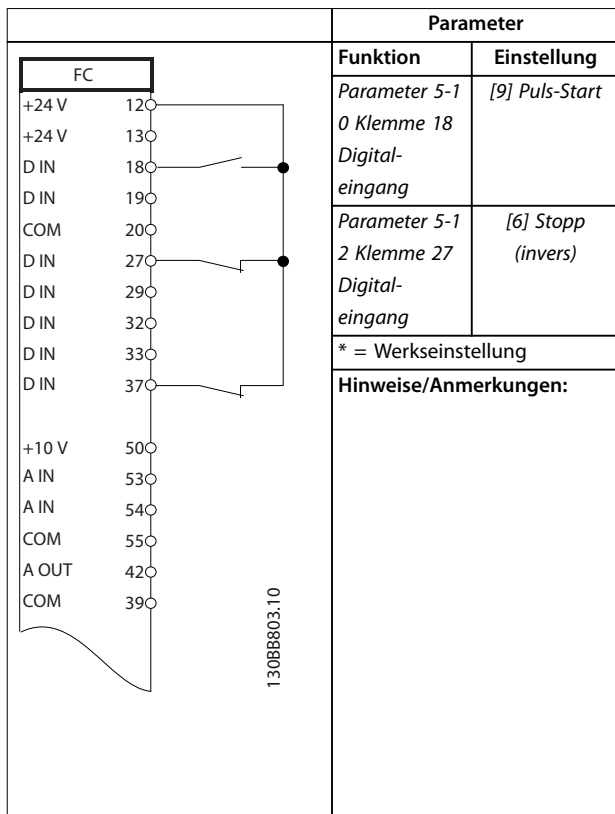 Parameter
Funktion Einstellung
Parameter 5-1
0 Klemme 18
Digital-
eingang
[9] Puls-Start
Parameter 5-1
2 Klemme 27
Digital-
eingang
[6] Stopp
(invers)
* = Werkseinstellung
Hinweise/Anmerkungen:
FC
+24 V 12
+24 V 13
D IN 18
D IN 19
COM 20
D IN 27
D IN 29
D IN 32
D IN 33
D IN 37
+10 V 50
A IN 53
A IN 54
COM 55
A OUT 42
COM 39
130BB803.10